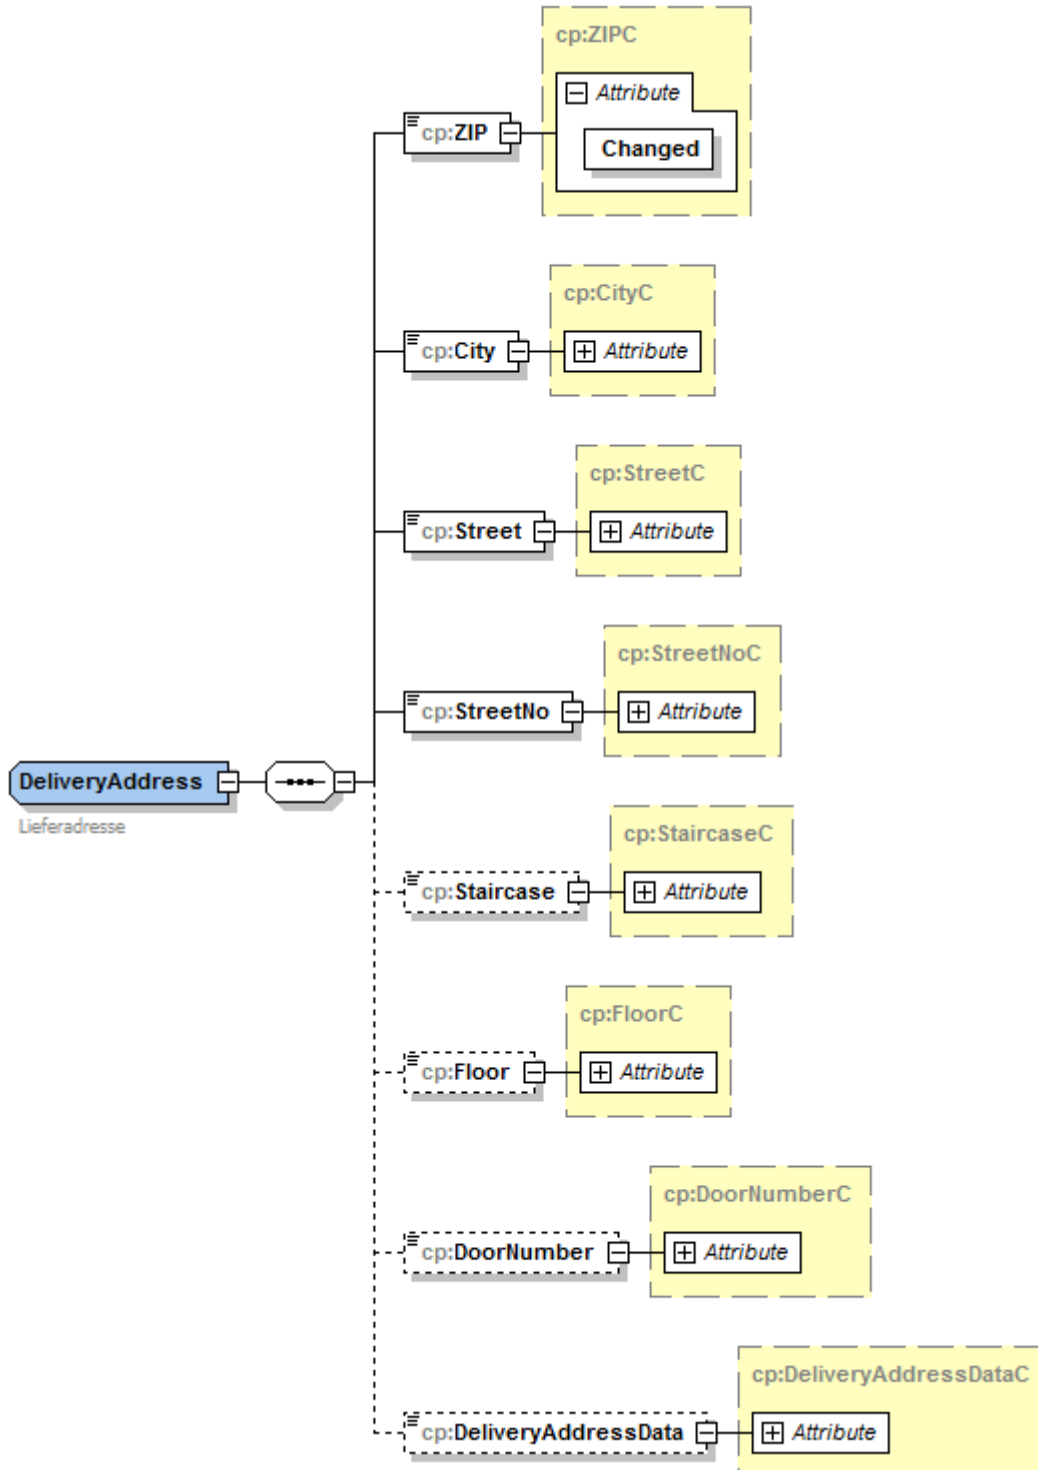 cp:ZIPC
Attribute
cp:ZIP
Changed
cp:CityC
cp:City
Attribute
cp:StreetC
cp:Street
Attribute
cp:StreetNoC
cp:StreetNo
Attribute
DeliveryAddress
Lieferadresse
cp:StaircaseC
cp:Staircase
Attribute
cp:FloorC
cp:Floor
Attribute
cp:DoorNumberC
cp:DoorNumber
Attribute
cp:DeliveryAddressDataC
cp:DeliveryAddressData
Attribute